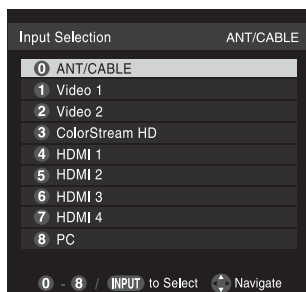 Input Selection ANT/CABLE
0 ANT/CABLE
1 Video 1
2 Video 2
3 ColorStream HD
4 HDMI 1
5 HDMI 2
6 HDMI 3
7 HDMI 4
8 PC
0 - 8 / INPUT to Select Navigate